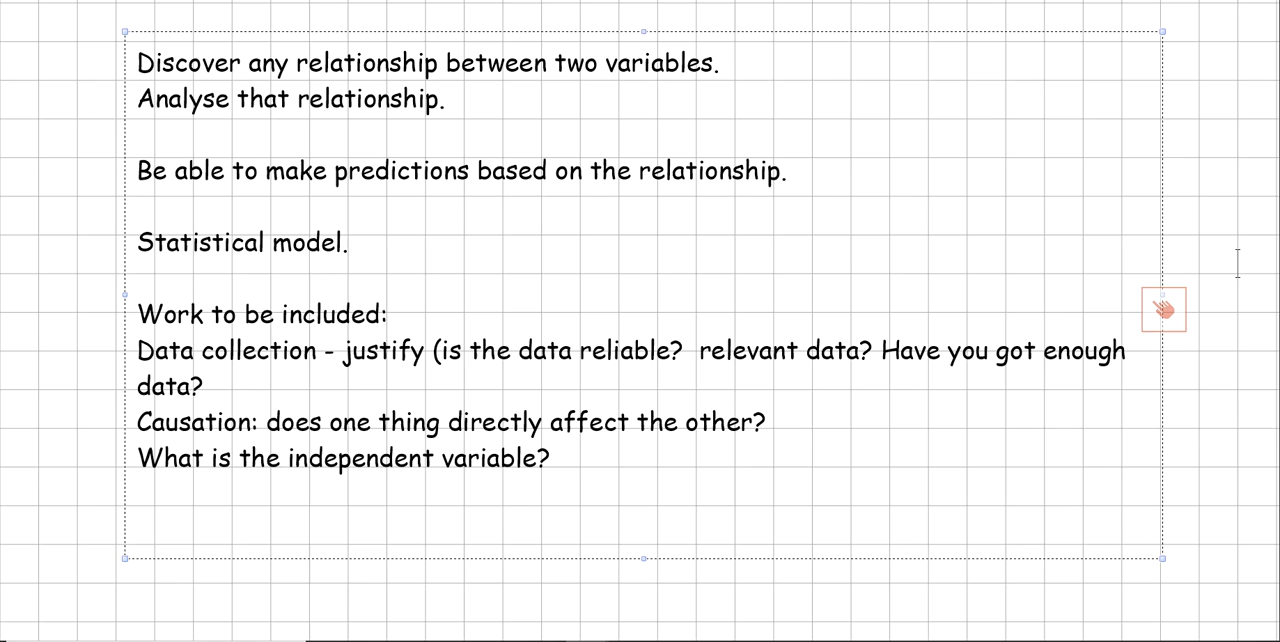 Discover any relationship between two variables.
Analyse that relationship.
Be able to make predictions based on the relationship.
Statistical model.
Work to be included:
Data collection - justify (is the data reliable?  relevant data? Have you got enough
data?
Causation: does one thing directly affect the other?
What is the independent variable?